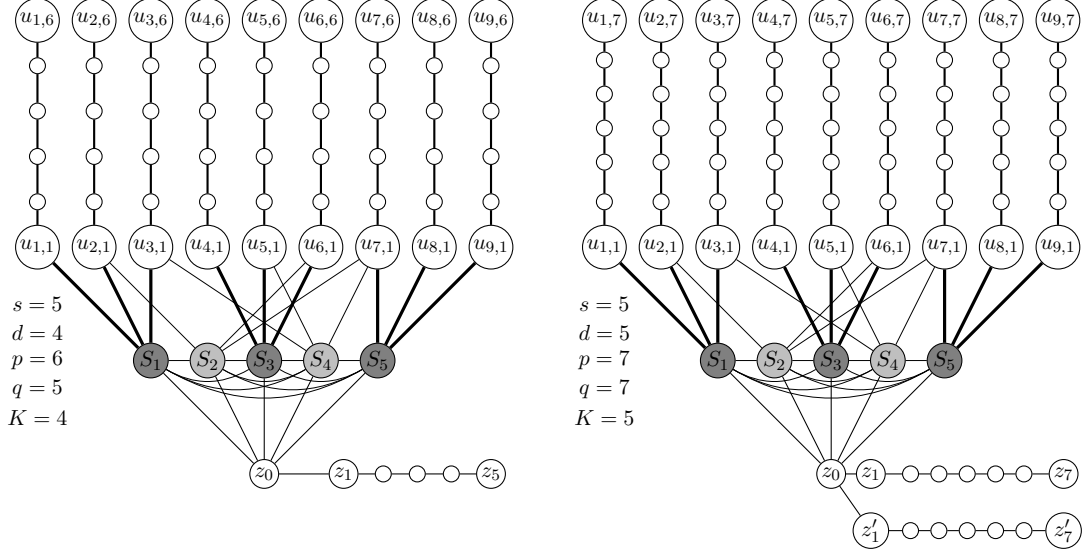 u1,6 u2,6 u3,6 u4,6 u5,6 u6,6 u7,6 u8,6 u9,6
u1,1 u2,1 u3,1 u4,1 u5,1 u6,1 u7,1 u8,1 u9,1
s = 5
d = 4
p = 6
q = 5
K = 4
S1 S2 S3 S4 S5
z0 z1 z5
u1,7 u2,7 u3,7 u4,7 u5,7 u6,7 u7,7 u8,7 u9,7
u1,1 u2,1 u3,1 u4,1 u5,1 u6,1 u7,1 u8,1 u9,1
s = 5
d = 5
p = 7
q = 7
K = 5
S1 S2 S3 S4 S5
z0 z1 z7
z′1 z′7